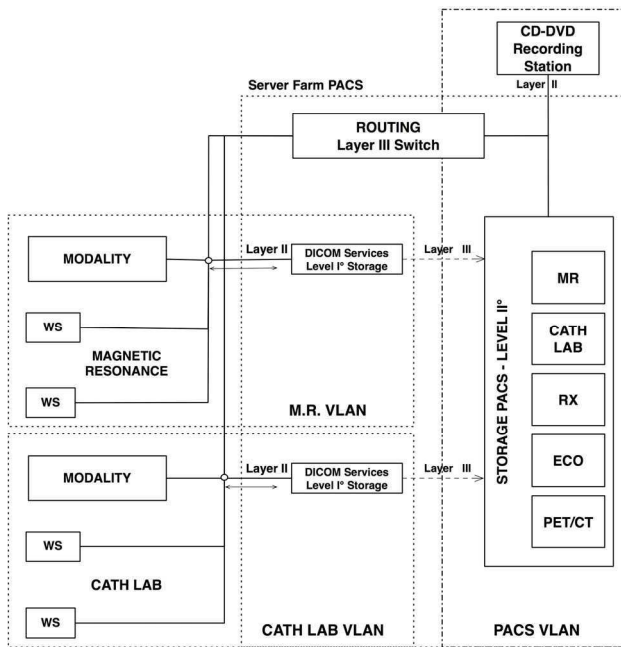 CD-DVD
Recording
Station
Layer II
Server Farm PACS
ROUTING
Layer III Switch
MODALITY
Layer II
DICOM Services
Level I° Storage
Layer III
WS
MAGNETIC
RESONANCE
WS
M.R. VLAN
MODALITY
Layer II
DICOM Services
Level I° Storage
Layer III
WS
CATH LAB
WS
CATH LAB VLAN
STORAGE PACS - LEVEL II°
MR
CATH
LAB
RX
ECO
PET/CT
PACS VLAN